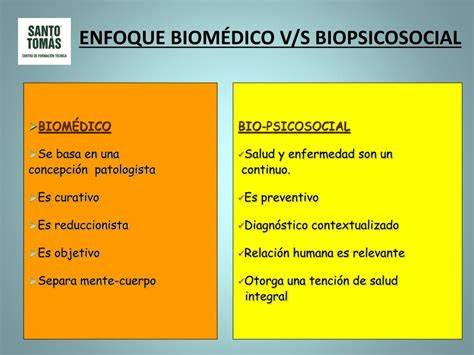 SANTO
TOMAS
CENTRO DE FORMACIÓN TÉCNICA
ENFOQUE BIOMÉDICO V/S BIOPSICOSOCIAL
BIOMÉDICO
Se basa en una
concepción patologista
Es curativo
Es reduccionista
Es objetivo
Separa mente-cuerpo
BIO-PSICOSOCIAL
Salud y enfermedad son un
continuo.
Es preventivo
Diagnóstico contextualizado
Relación humana es relevante
Otorga una tención de salud
integral